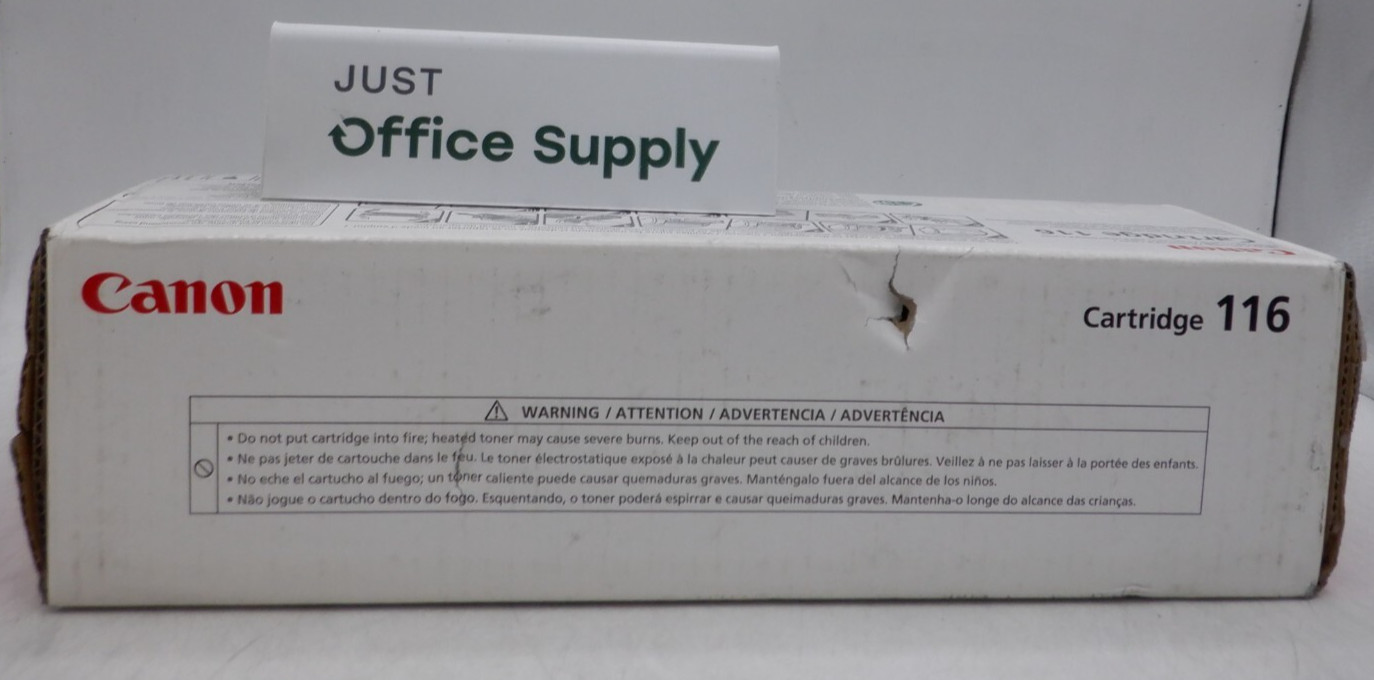 JUST
Office Supply
Cartridge 116
Canon
Canon
Cartridge 116
WARNING / ATTENTION / ADVERTENCIA / ADVERTÊNCIA
• Do not put cartridge into fire; heated toner may cause severe burns. Keep out of the reach of children.
• Ne pas jeter de cartouche dans le feu. Le toner électrostatique exposé à la chaleur peut causer de graves brûlures. Veillez à ne pas laisser à la portée des enfants.
• No eche el cartucho al fuego; un tóner caliente puede causar quemaduras graves. Manténgalo fuera del alcance de los niños.
• Não jogue o cartucho dentro do fogo. Esquentando, o toner poderá espirrar e causar queimaduras graves. Mantenha-o longe do alcance das crianças.